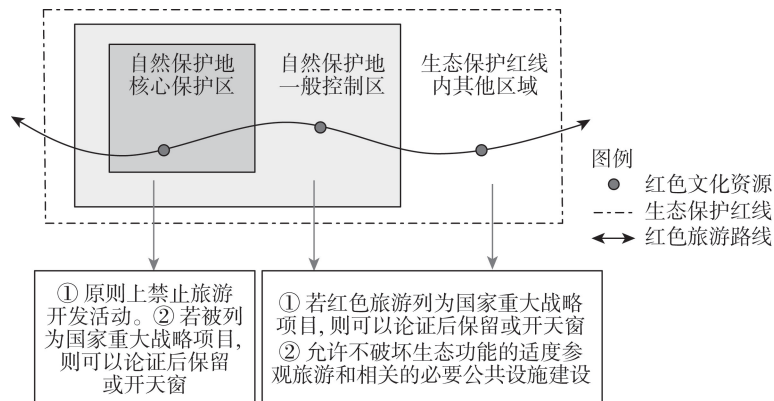 自然保护地
核心保护区
自然保护地
一般控制区
生态保护红线
内其他区域
图例
红色文化资源
生态保护红线
红色旅游路线
① 原则上禁止旅游
开发活动。② 若被列
为国家重大战略项目,
则可以论证后保留
或开天窗
① 若红色旅游列为国家重大战略
项目, 则可以论证后保留或开天窗
② 允许不破坏生态功能的适度参
观旅游和相关的必要公共设施建设